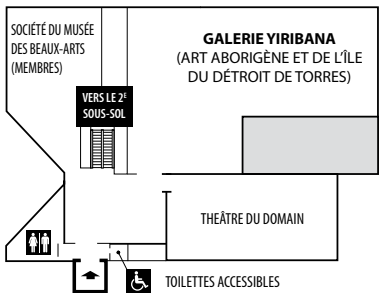 SOCIÉTÉ DU MUSÉE
DES BEAUX-ARTS
(MEMBRES)
GALERIE YIRIBANA
(ART ABORIGÈNE ET DE L'ÎLE
DU DÉTROIT DE TORRES)
VERS LE 2E
SOUS-SOL
THEÂTRE DU DOMAIN
TOILETTES ACCESSIBLES